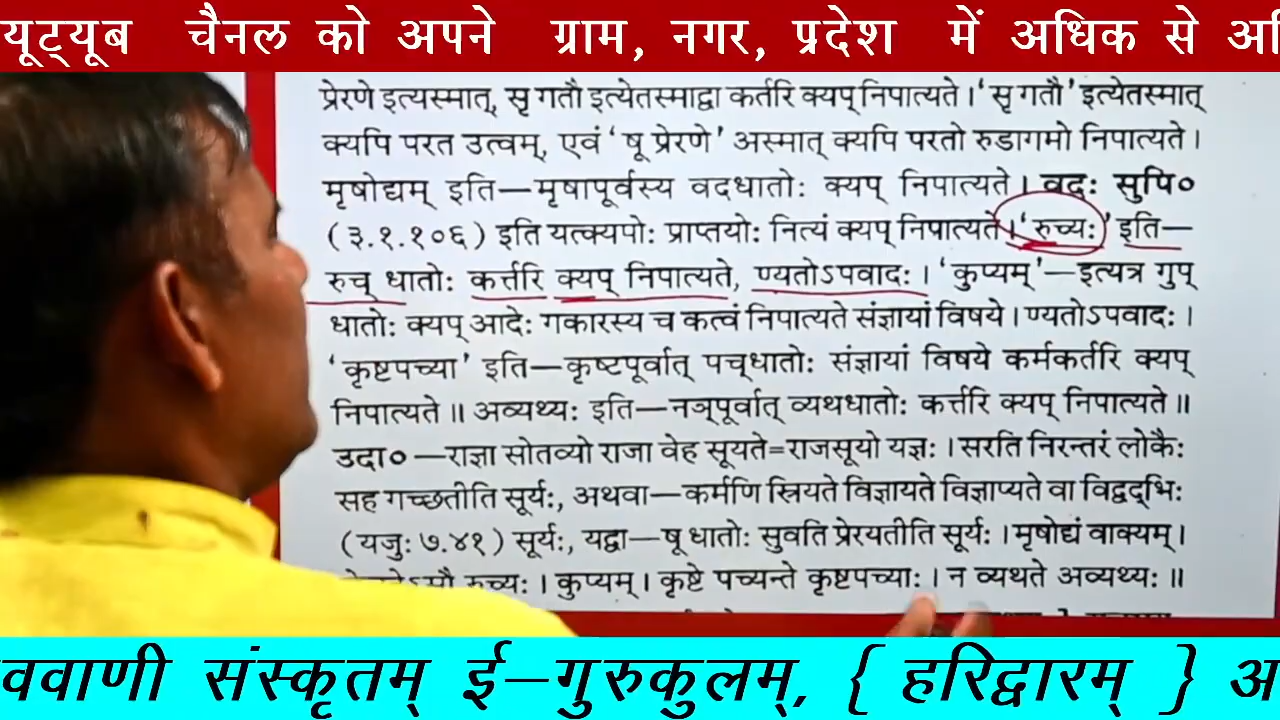 यूट्यूब चैनल को अपने ग्राम, नगर, प्रदेश में अधिक से
प्रेरणे इत्यस्मात्, सृ गतौ इत्येतस्माद्वा कर्तरि क्यप् निपात्यते । ' सृ गतौ ' इत्येतस्मात्
क्यपि परत उत्वम्, एवं ' षू प्रेरणे ' अस्मात् क्यपि परतो रुडागमो निपात्यते ।
मृषोद्यम् इति—मृषापूर्वस्य वदधातोः क्यप् निपात्यते । वदः सुपि०
(३.१.१०६) इति यत्क्यपोः प्राप्तयोः नित्यं क्यप् निपात्यते । ' रुच्यः ' इति—
रुच् धातोः कर्त्तरि क्यप् निपात्यते, ण्यतोऽपवादः । ' कुप्यम् '—इत्यत्र गुप्
धातोः क्यप् आदेः गकारस्य च कत्वं निपात्यते संज्ञायां विषये । ण्यतोऽपवादः ।
' कृष्टपच्या ' इति—कृष्टपूर्वात् पच्धातोः संज्ञायां विषये कर्मकर्तरि क्यप्
निपात्यते ॥ अव्यथ्यः इति—नञ्पूर्वात् व्यथधातोः कर्त्तरि क्यप् निपात्यते ॥
उदा०—राज्ञा सोतव्यो राजा वेह सूयते=राजसूयो यज्ञः । सरति निरन्तरं लोकैः
सह गच्छतीति सूर्यः, अथवा—कर्मणि स्रियते विज्ञायते विज्ञाप्यते वा विद्वद्भिः
(यजुः ७.४१) सूर्यः, यद्वा—षू धातोः सुवति प्रेरयतीति सूर्यः । मृषोद्यं वाक्यम् ।
रुच्यः । कुप्यम् । कृष्टे पच्यन्ते कृष्टपच्याः । न व्यथते अव्यथ्यः ॥
संस्कृतम् ई-गुरुकुलम्, { हरिद्वारम् }